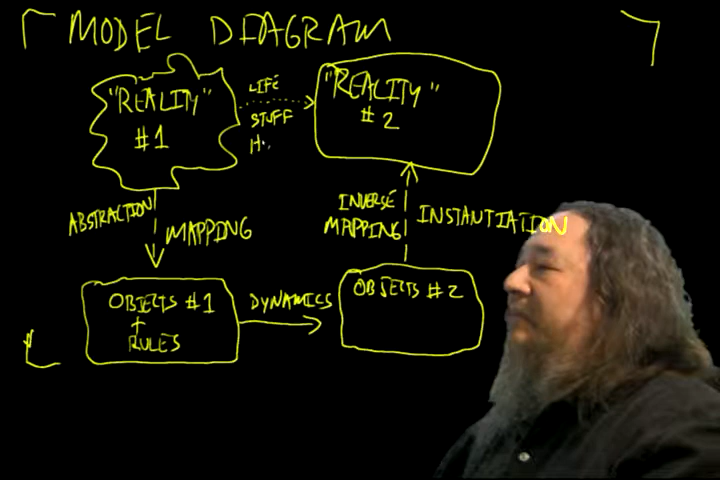 MODEL DIAGRAM
"REALITY"
#1
LIFE
STUFF
"REALITY"
#2
ABSTRACTION
MAPPING
INVERSE
MAPPING
INSTANTIATION
OBJECTS #1
+
RULES
DYNAMICS
OBJECTS #2